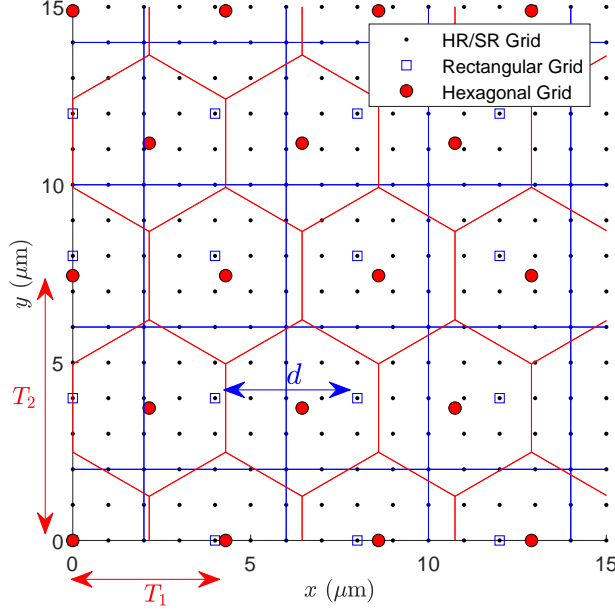 15
HR/SR Grid
Rectangular Grid
Hexagonal Grid
10
y (μm)
5
d
T₂
0
0
5
10
15
T₁
x (μm)